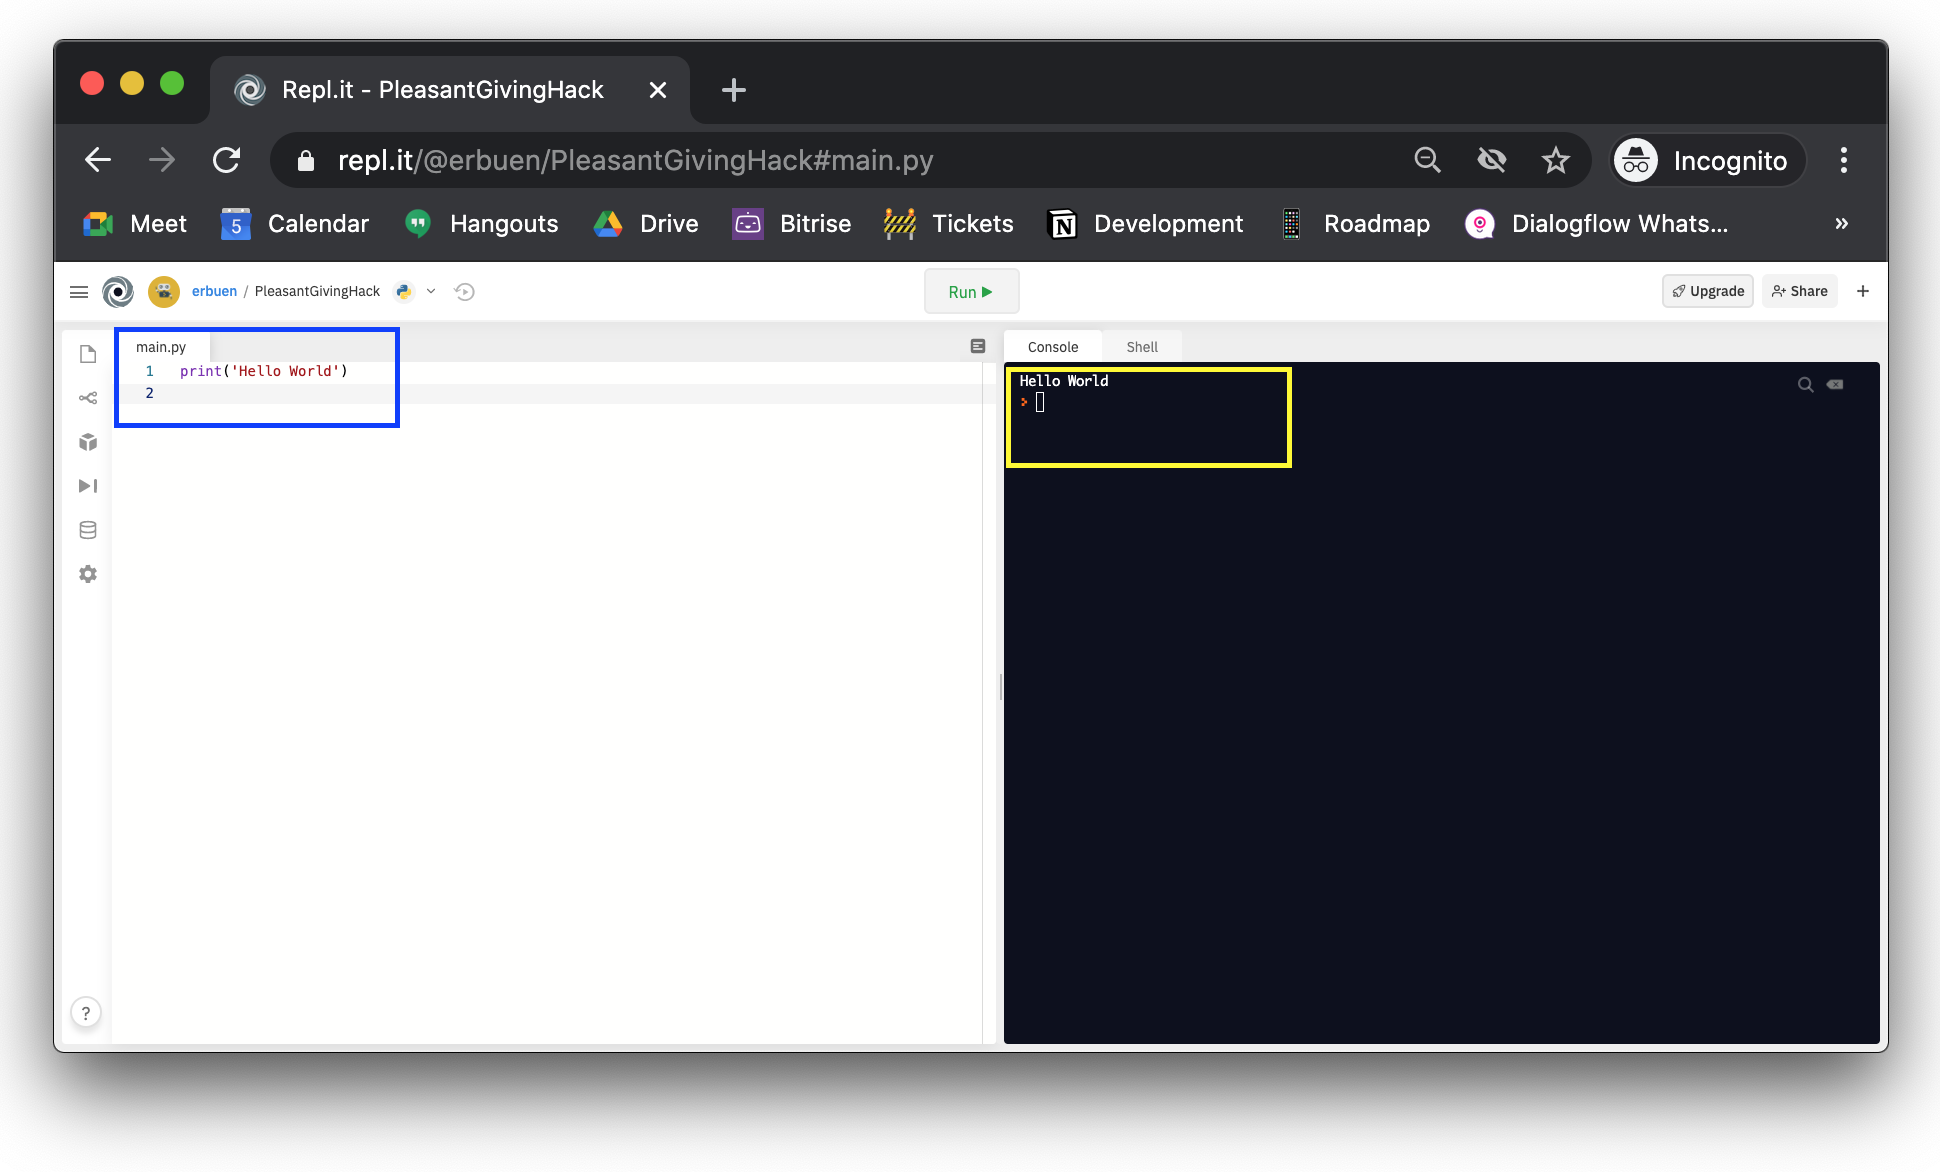 Repl.it - PleasantGivingHack
repl.it/@erbuen/PleasantGivingHack#main.py
Incognito
Meet
5
Calendar
Hangouts
Drive
Bitrise
Tickets
Development
Roadmap
Dialogflow Whats...
»
erbuen / PleasantGivingHack
Run
Upgrade
Share
+
main.py
1 print('Hello World')
2
Console
Shell
Hello World
?